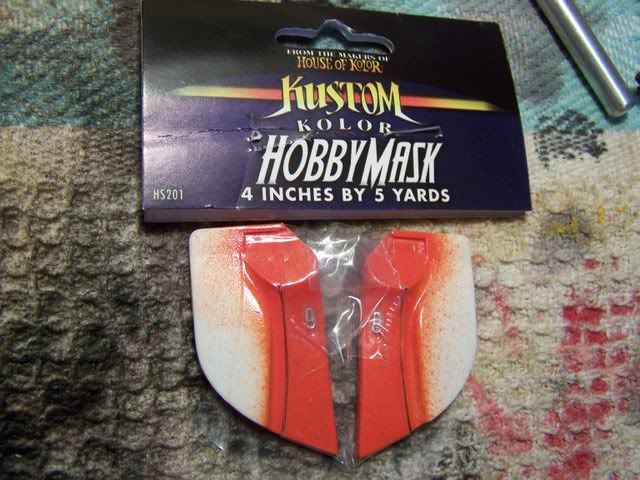 FROM THE MAKERS OF
HOUSE OF KOLOR
KUSTOM
KOLOR
HOBBYMASK
HS201
4 INCHES BY 5 YARDS